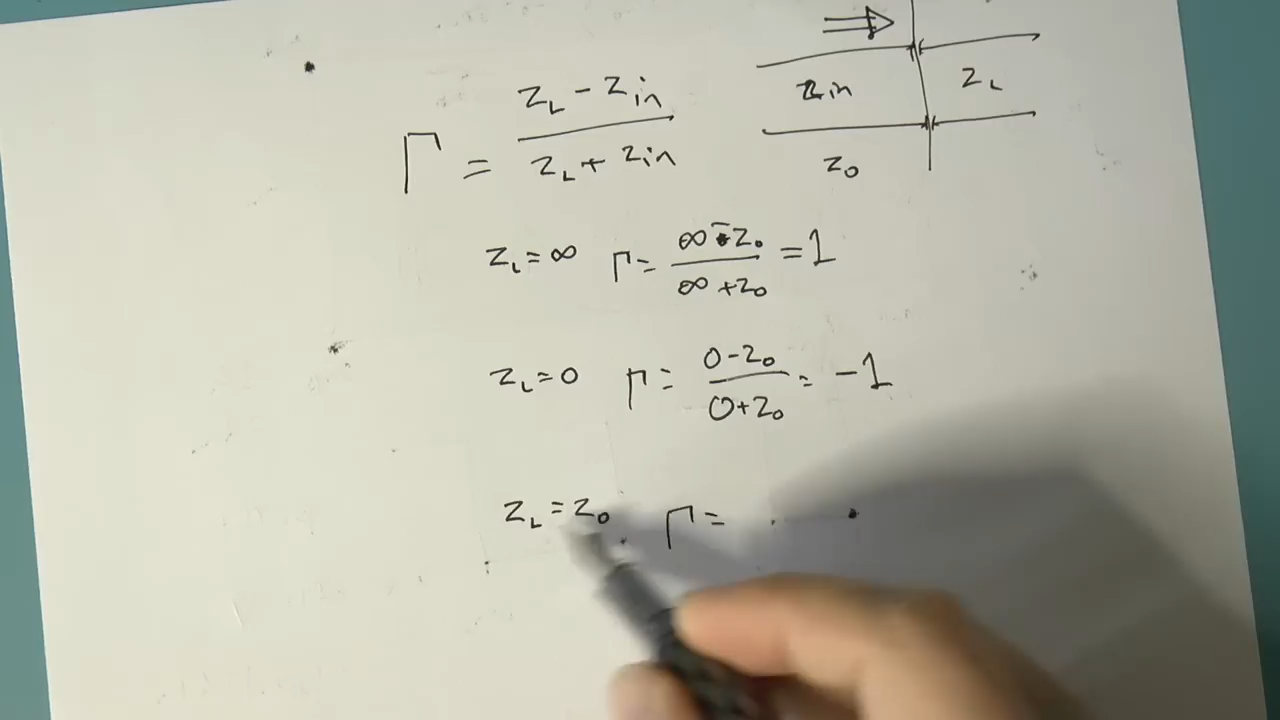 Γ = (Z_L - Z_in) / (Z_L + Z_in)
Z_in Z_L
Z_0
Z_L = ∞ Γ = (∞ - Z_0) / (∞ + Z_0) = 1
Z_L = 0 Γ = (0 - Z_0) / (0 + Z_0) = -1
Z_L = Z_0 Γ =